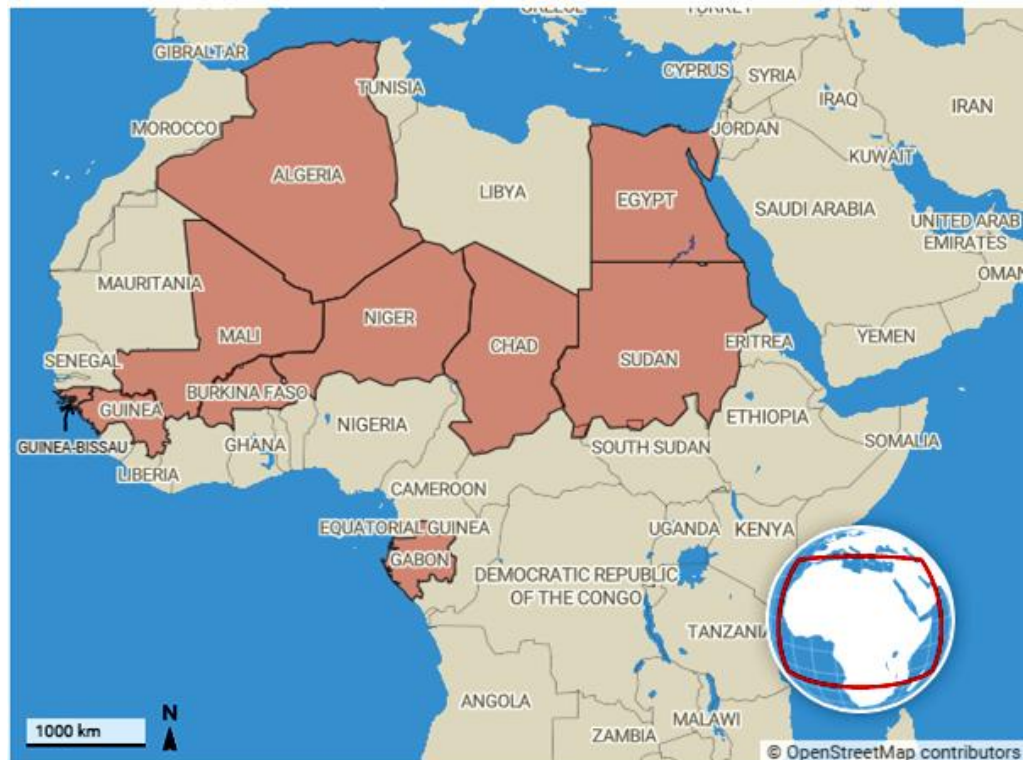 GREECE
TURKEY
GIBRALTAR
CYPRUS
SYRIA
TUNISIA
IRAQ
IRAN
MOROCCO
JORDAN
KUWAIT
ALGERIA
LIBYA
EGYPT
SAUDI ARABIA
UNITED ARAB
EMIRATES
OMAN
MAURITANIA
NIGER
MALI
CHAD
SUDAN
ERITREA
YEMEN
SENEGAL
BURKINA FASO
GUINEA
ETHIOPIA
NIGERIA
GHANA
SOUTH SUDAN
SOMALIA
GUINEA-BISSAU
LIBERIA
CAMEROON
EQUATORIAL GUINEA
UGANDA
KENYA
GABON
DEMOCRATIC REPUBLIC
OF THE CONGO
TANZANIA
ANGOLA
N
MALAWI
1000 km
ZAMBIA
© OpenStreetMap contributors